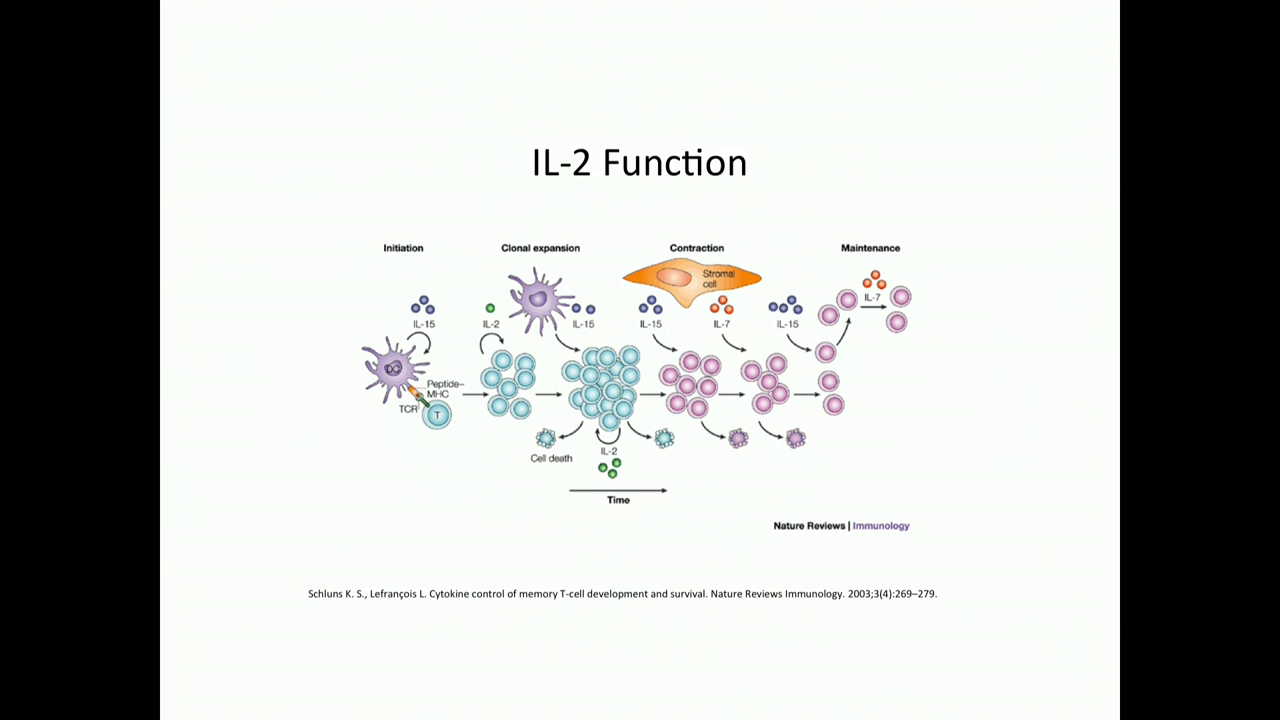 IL-2 Function
Initiation
Clonal expansion
Contraction
Maintenance
Stromal
cell
IL-15
IL-2
IL-15
IL-15
IL-7
IL-15
IL-7
DC
Peptide–
MHC
TCR
T
Cell death
IL-2
Time
Nature Reviews | Immunology
Schluns K. S., Lefrançois L. Cytokine control of memory T-cell development and survival. Nature Reviews Immunology. 2003;3(4):269–279.